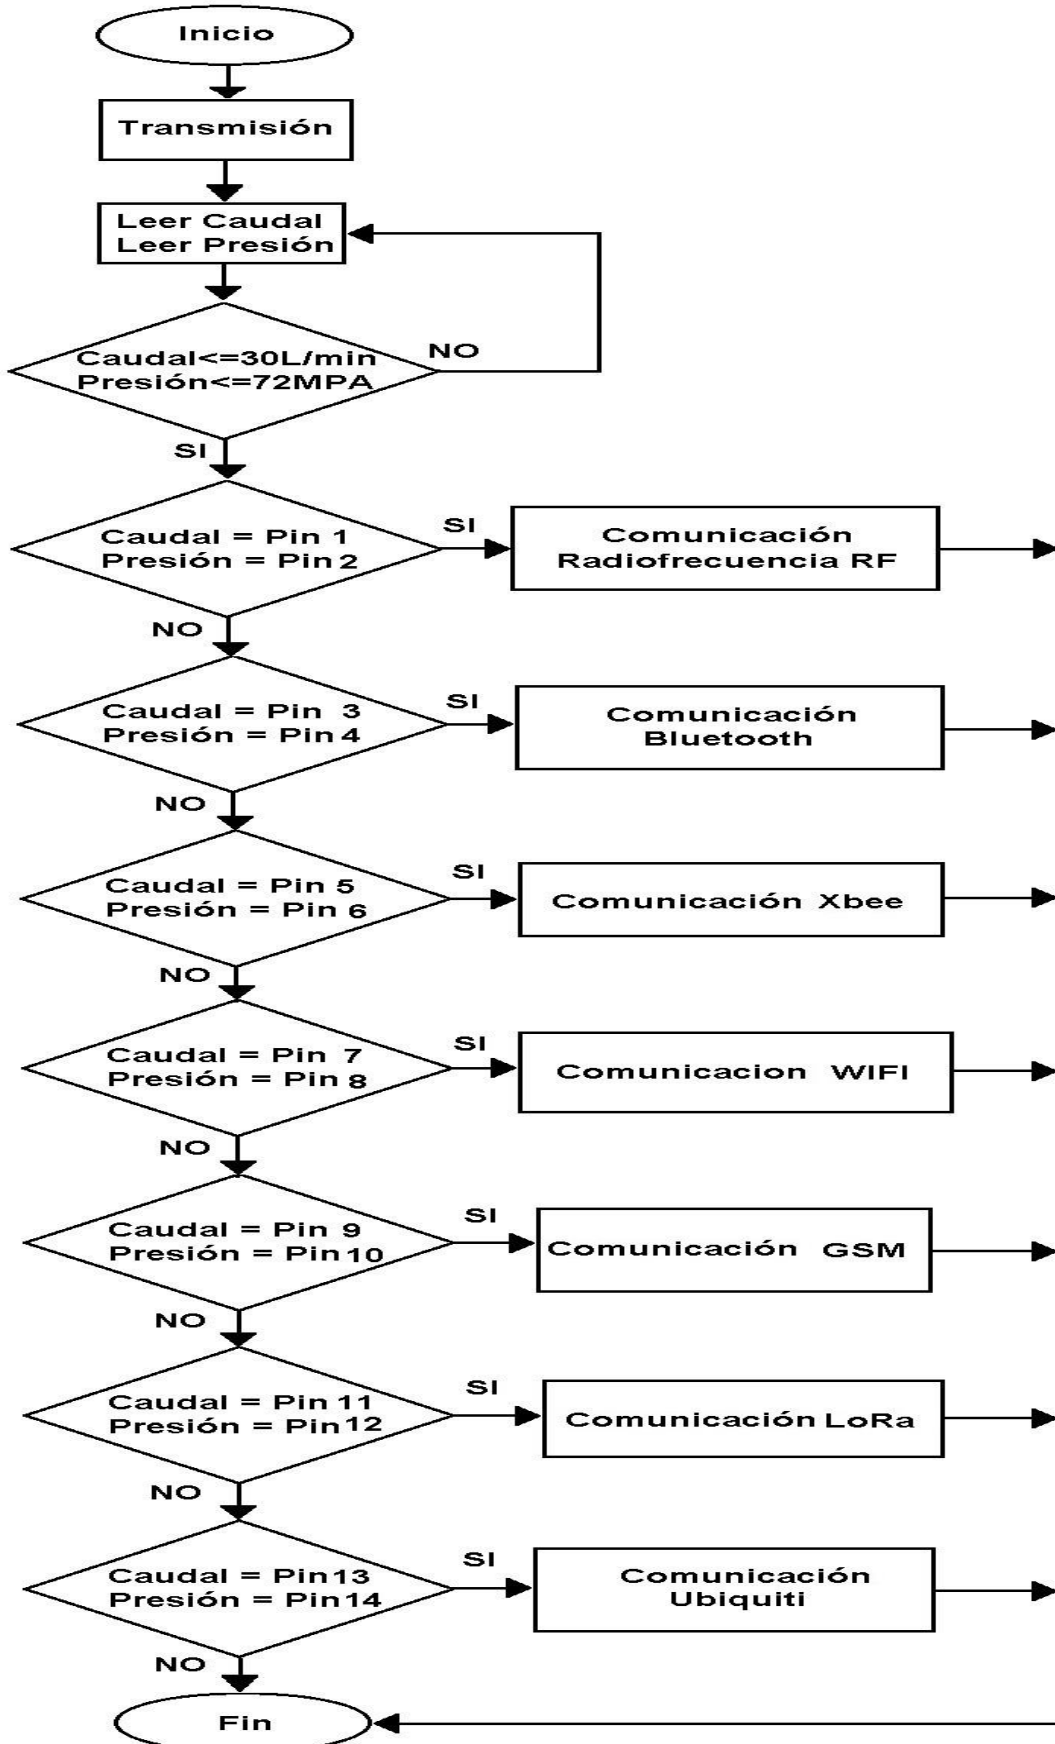 Inicio
Transmisión
Leer Caudal
Leer Presión
Caudal<=30L/min
Presión<=72MPA
NO
SI
Caudal = Pin 1
Presión = Pin 2
SI
Comunicación
Radiofrecuencia RF
NO
Caudal = Pin 3
Presión = Pin 4
SI
Comunicación
Bluetooth
NO
Caudal = Pin 5
Presión = Pin 6
SI
Comunicación Xbee
NO
Caudal = Pin 7
Presión = Pin 8
SI
Comunicacion WIFI
NO
Caudal = Pin 9
Presión = Pin 10
SI
Comunicación GSM
NO
Caudal = Pin 11
Presión = Pin 12
SI
Comunicación LoRa
NO
Caudal = Pin 13
Presión = Pin 14
SI
Comunicación
Ubiquiti
NO
Fin